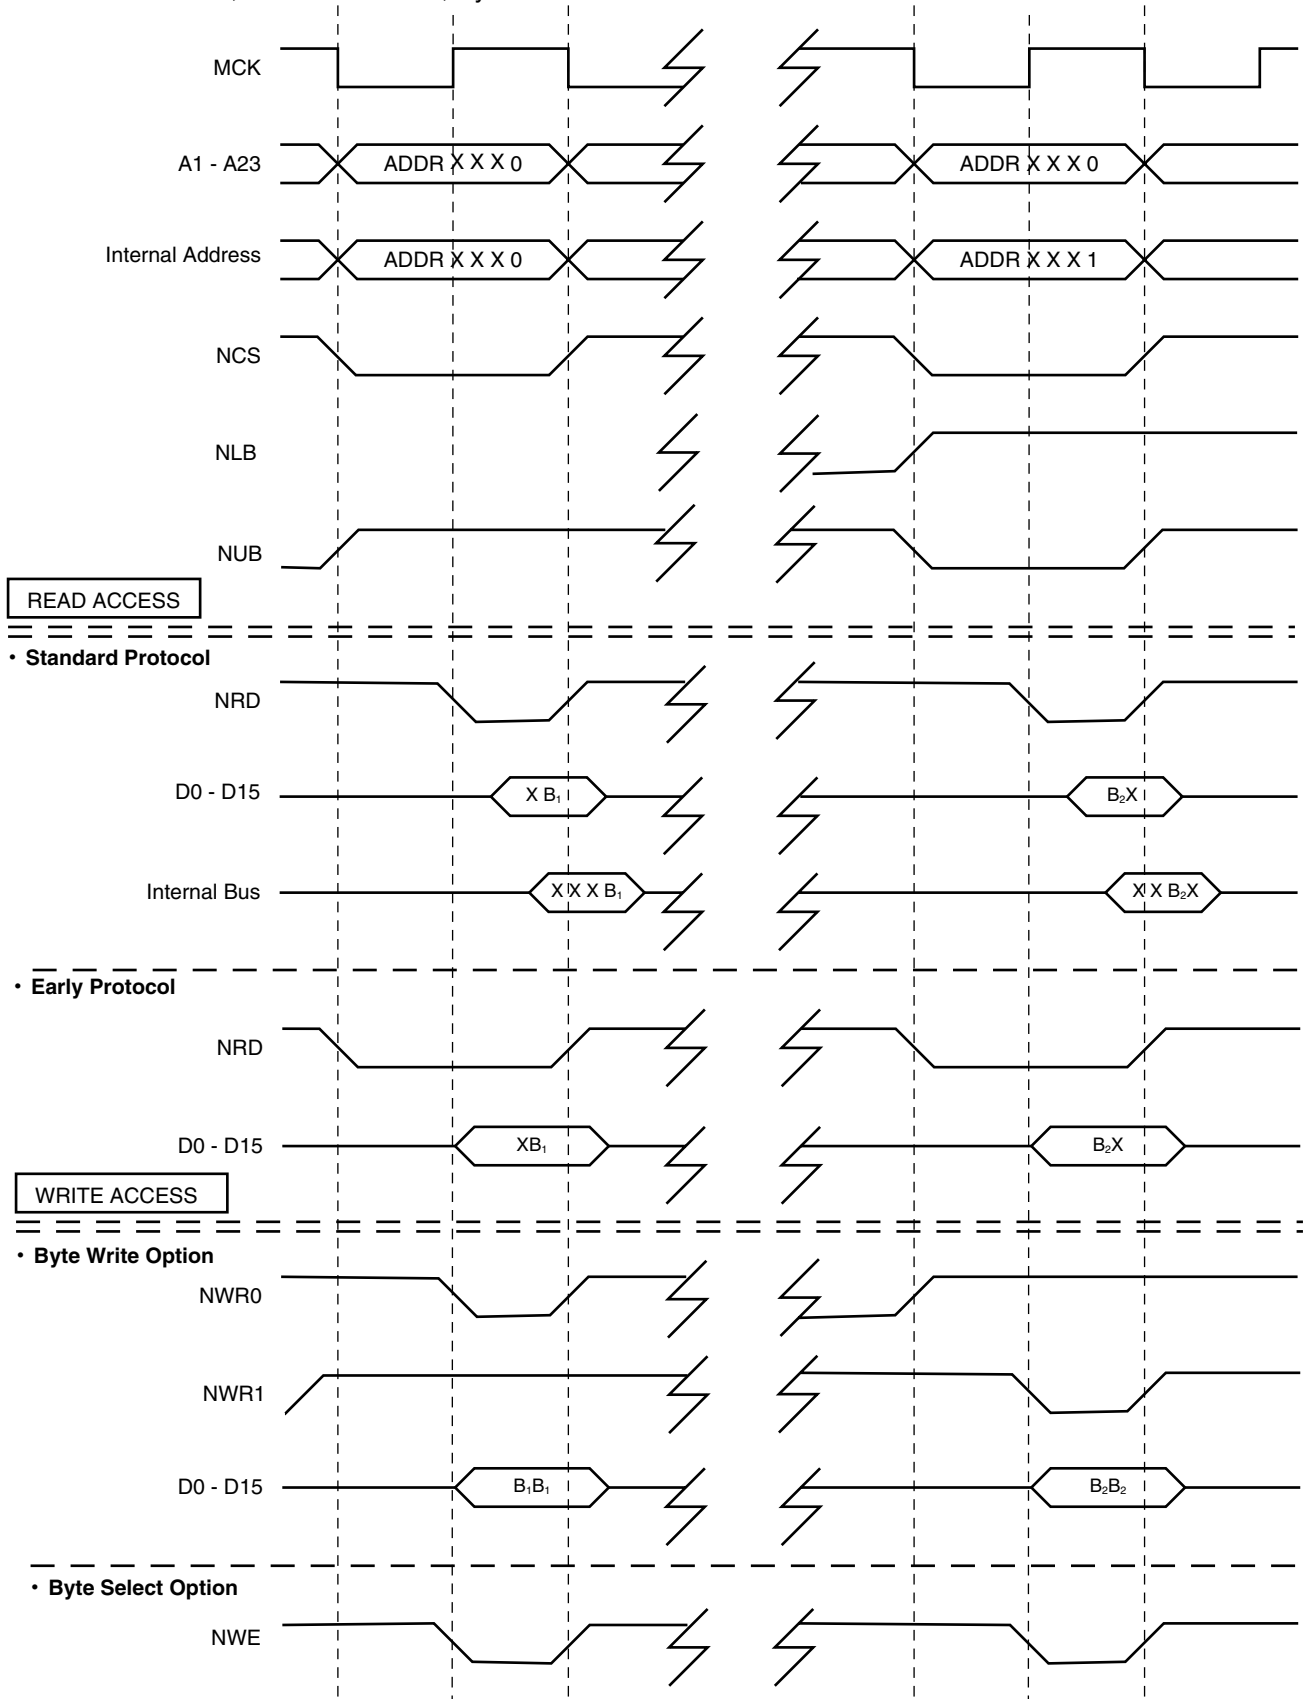 MCK
A1 - A23 ADDR X X X 0 ADDR X X X 0
Internal Address ADDR X X X 0 ADDR X X X 1
NCS
NLB
NUB
READ ACCESS
• Standard Protocol
NRD
D0 - D15 X B₁ B₂X
Internal Bus X X X B₁ X X B₂X
• Early Protocol
NRD
D0 - D15 XB₁ B₂X
WRITE ACCESS
• Byte Write Option
NWR0
NWR1
D0 - D15 B₁B₁ B₂B₂
• Byte Select Option
NWE